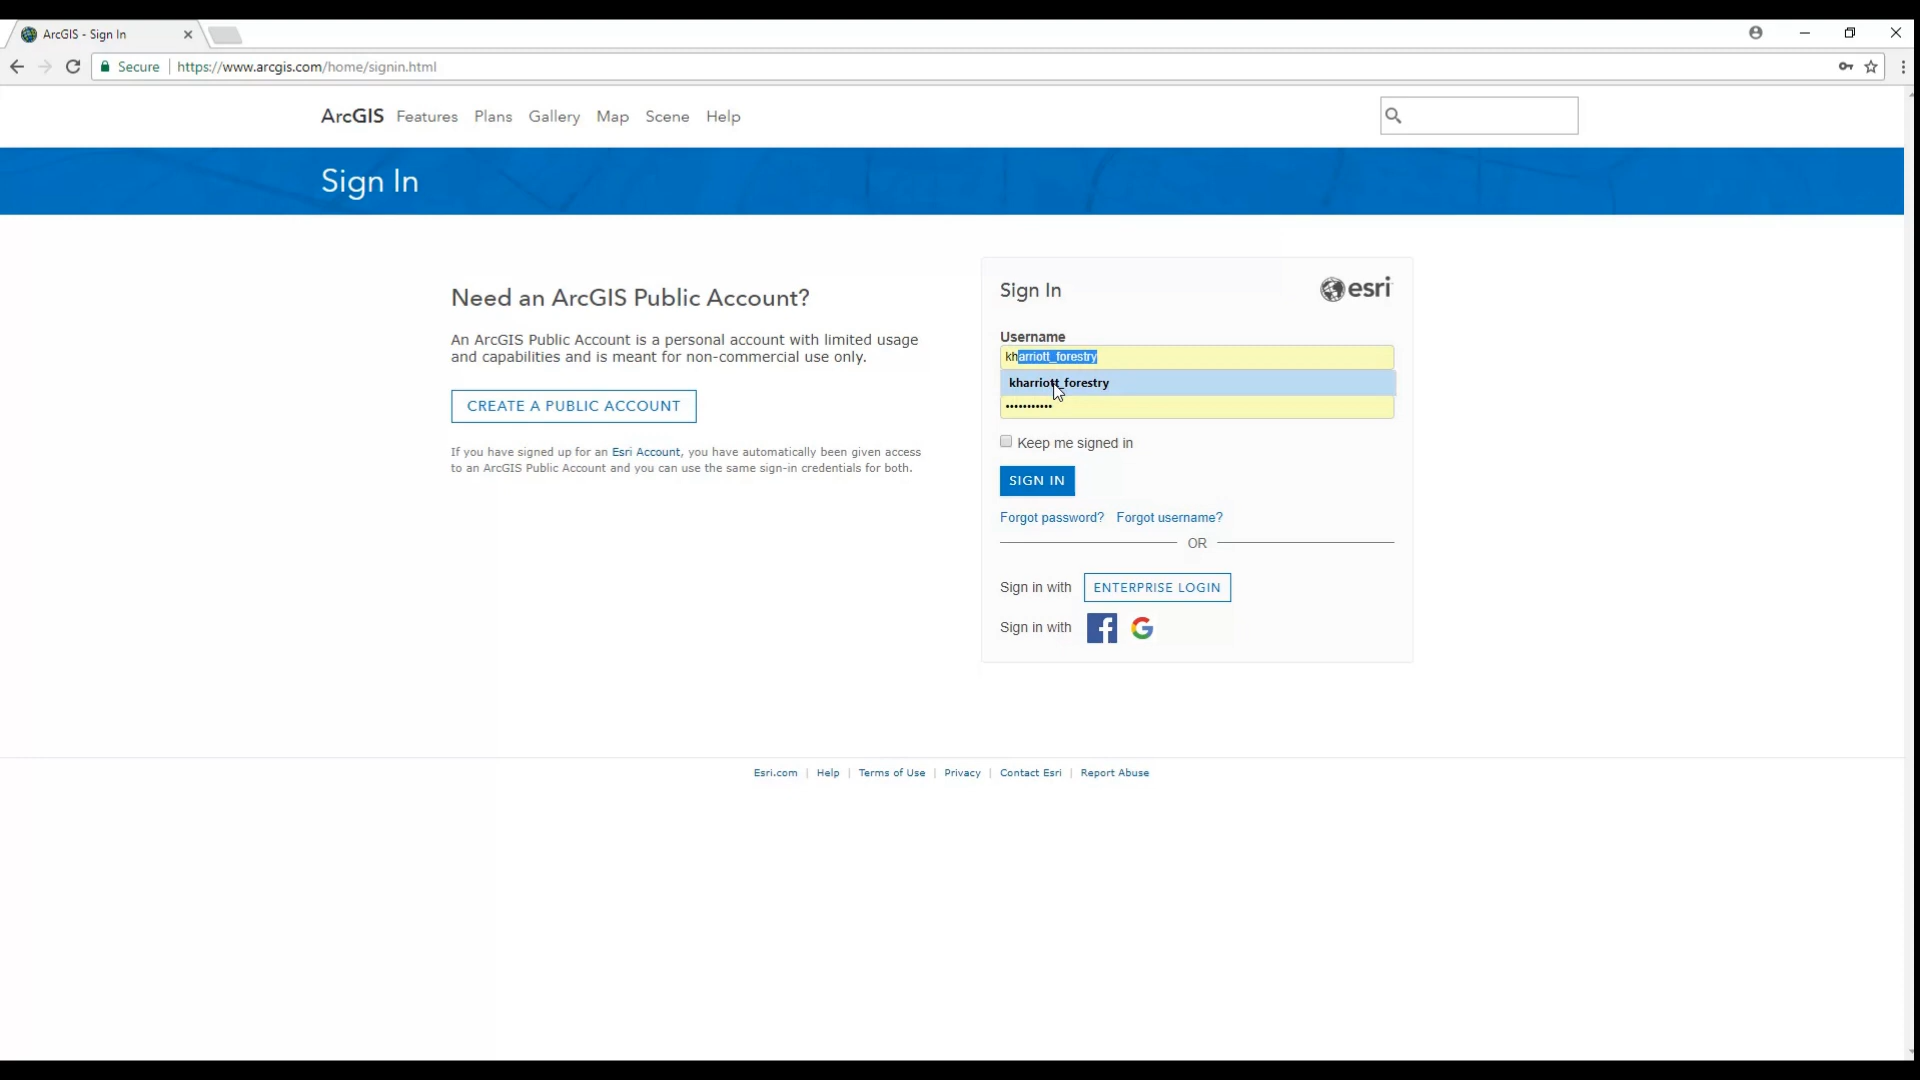 ArcGIS - Sign In
Secure https://www.arcgis.com/home/signin.html
ArcGIS Features Plans Gallery Map Scene Help
Sign In
Need an ArcGIS Public Account?
An ArcGIS Public Account is a personal account with limited usage
and capabilities and is meant for non-commercial use only.
CREATE A PUBLIC ACCOUNT
If you have signed up for an Esri Account, you have automatically been given access
to an ArcGIS Public Account and you can use the same sign-in credentials for both.
Sign In
esri
Username
kharriott_forestry
kharriott_forestry
•••••••••••
Keep me signed in
SIGN IN
Forgot password? Forgot username?
OR
Sign in with ENTERPRISE LOGIN
Sign in with
Esri.com | Help | Terms of Use | Privacy | Contact Esri | Report Abuse